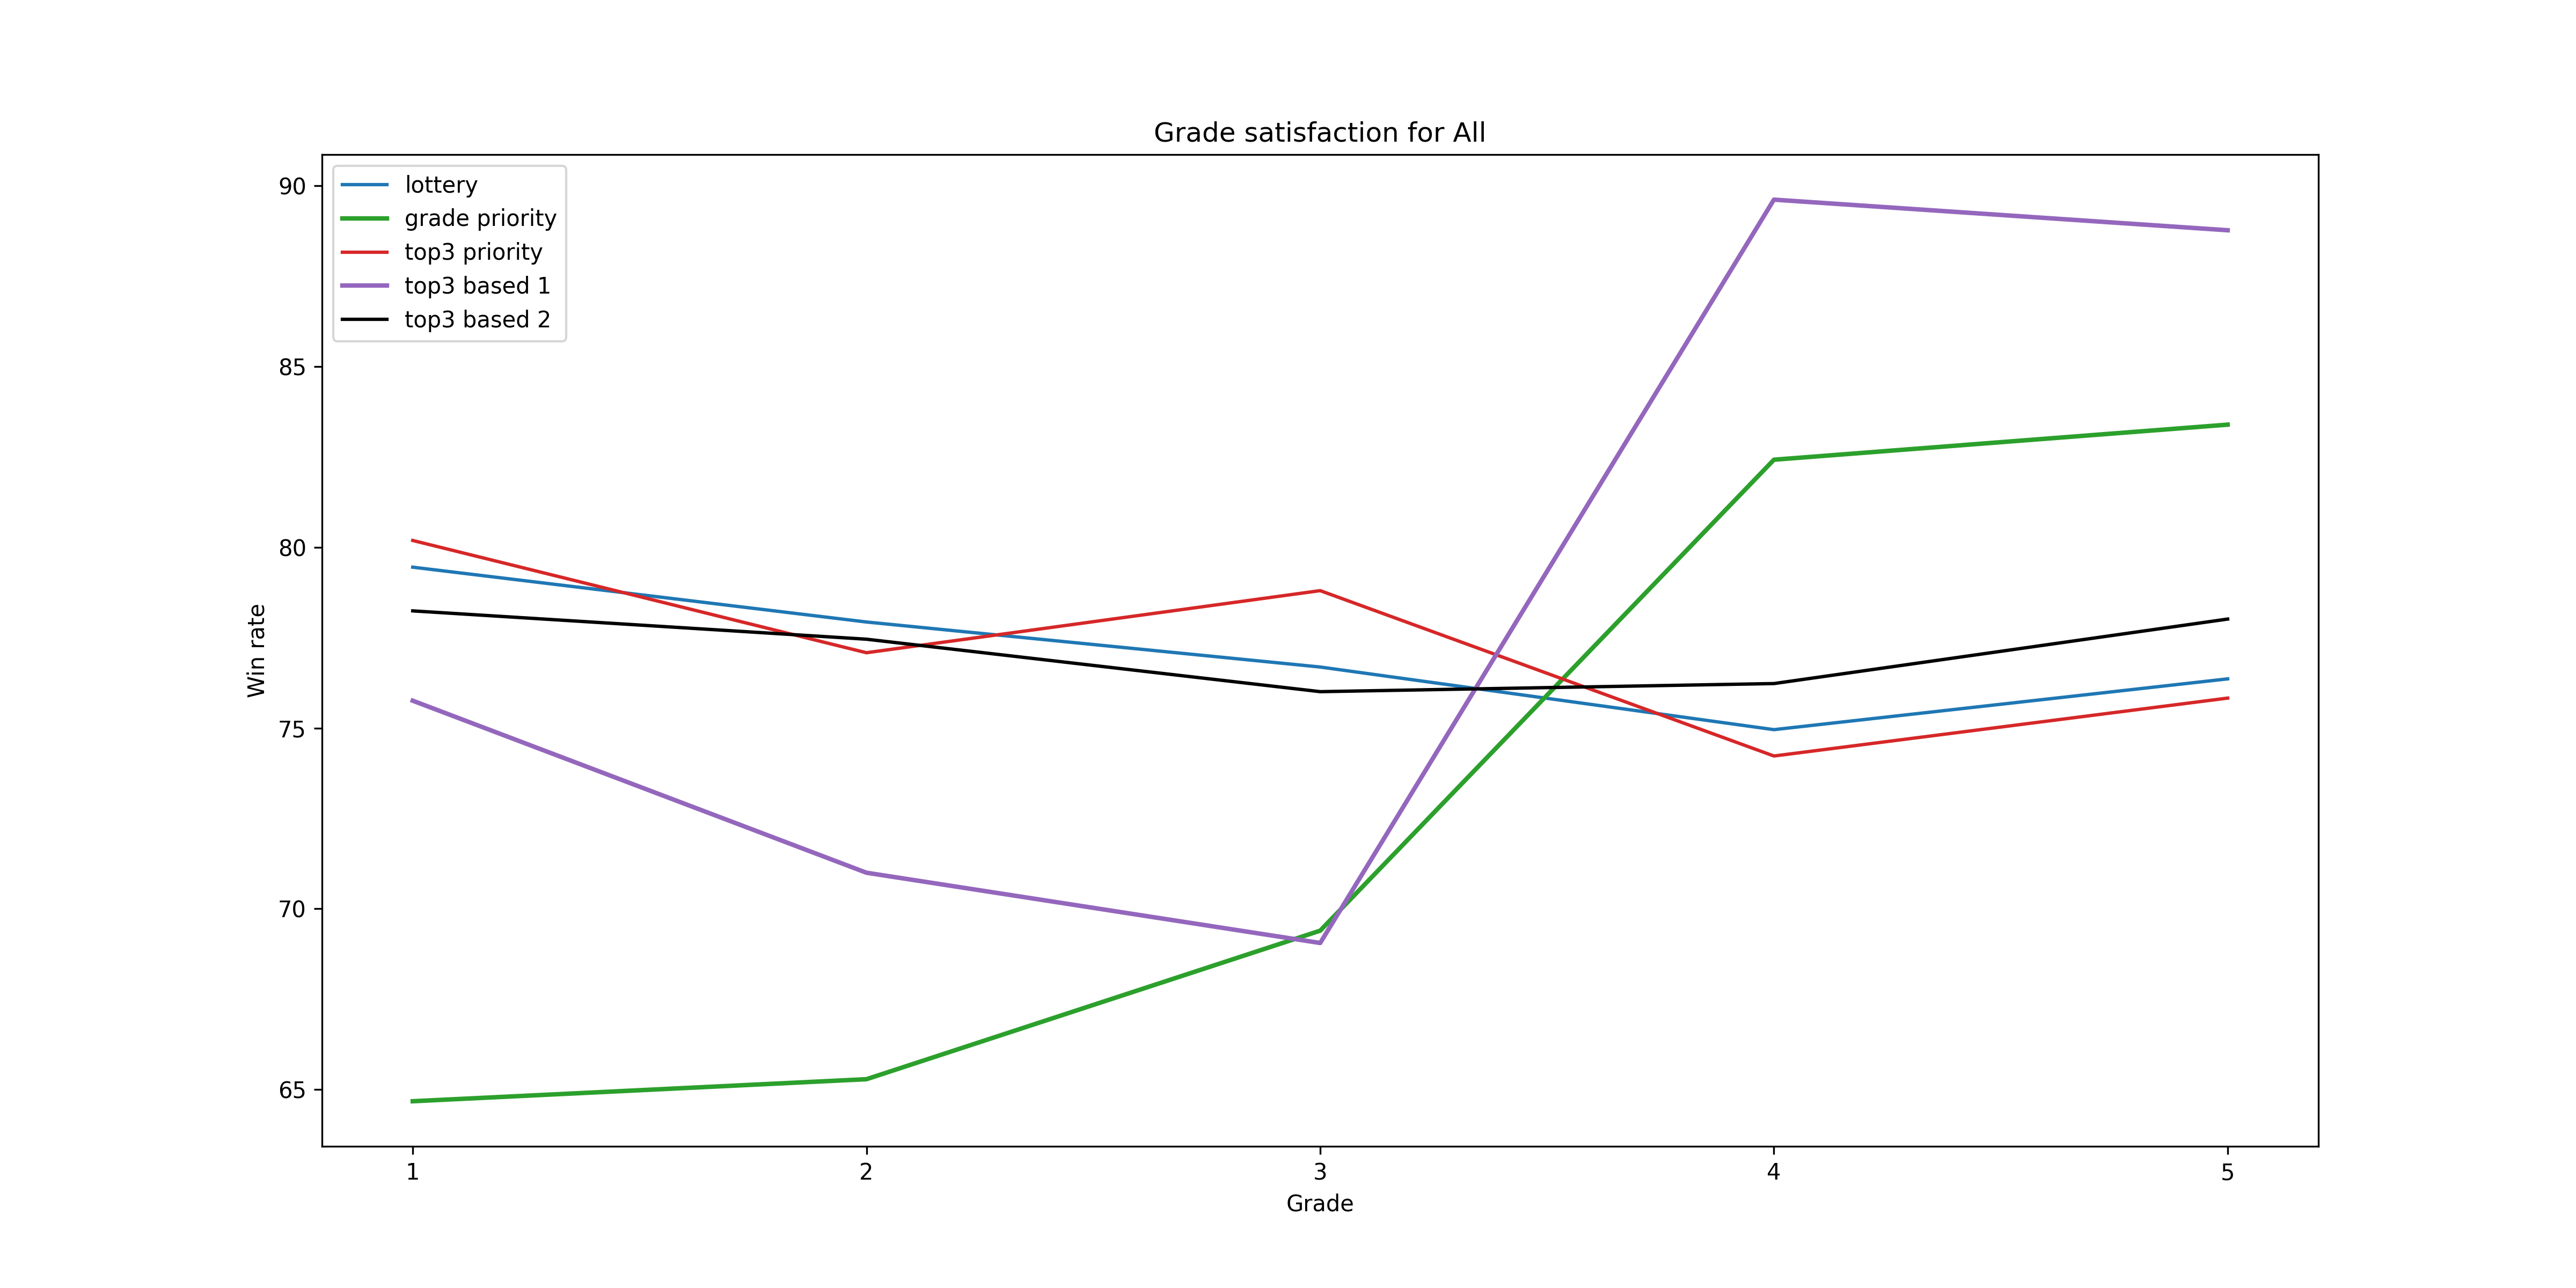 Grade satisfaction for All
lottery
grade priority
top3 priority
top3 based 1
top3 based 2
90
85
80
75
70
65
Win rate
1 2 3 4 5
Grade